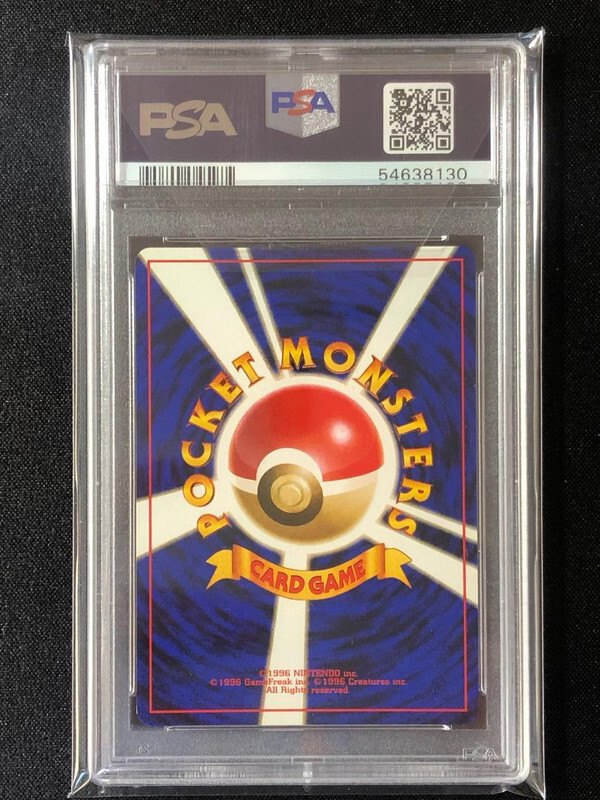 PSA
PSA
54638130
POCKET MONSTERS
CARD GAME
©1996 NINTENDO inc.
©1996 GameFreak inc. ©1996 Creatures inc.
All Rights reserved.
PSA